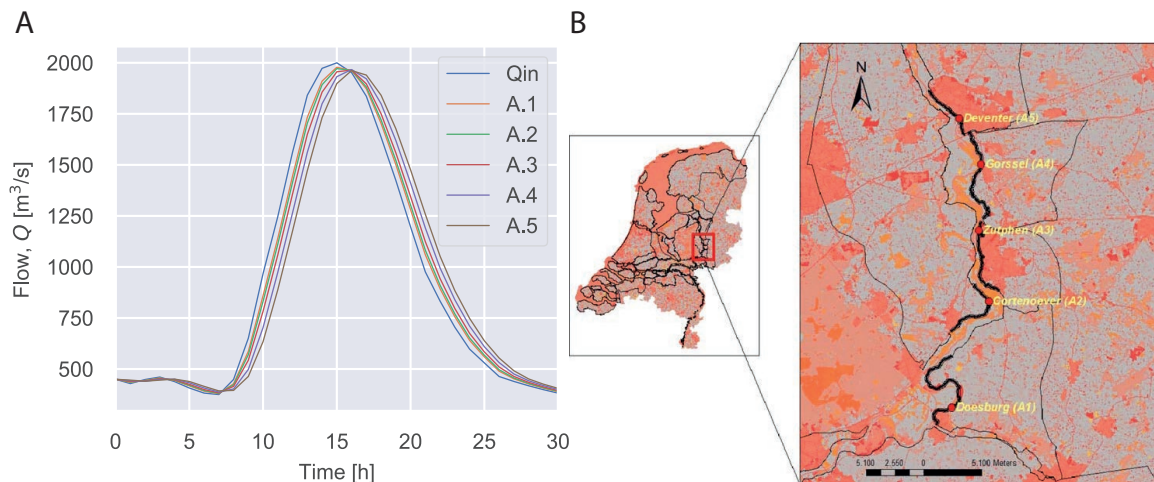 A
Flow, Q [m³/s]
2000
1750
1500
1250
1000
750
500
0 5 10 15 20 25 30
Time [h]
Qin
A.1
A.2
A.3
A.4
A.5
B
N
Deventer (A5)
Gorssel (A4)
Zutphen (A3)
Cortenoever (A2)
Doesburg (A1)
5.100 2.550 0 5.100 Meters